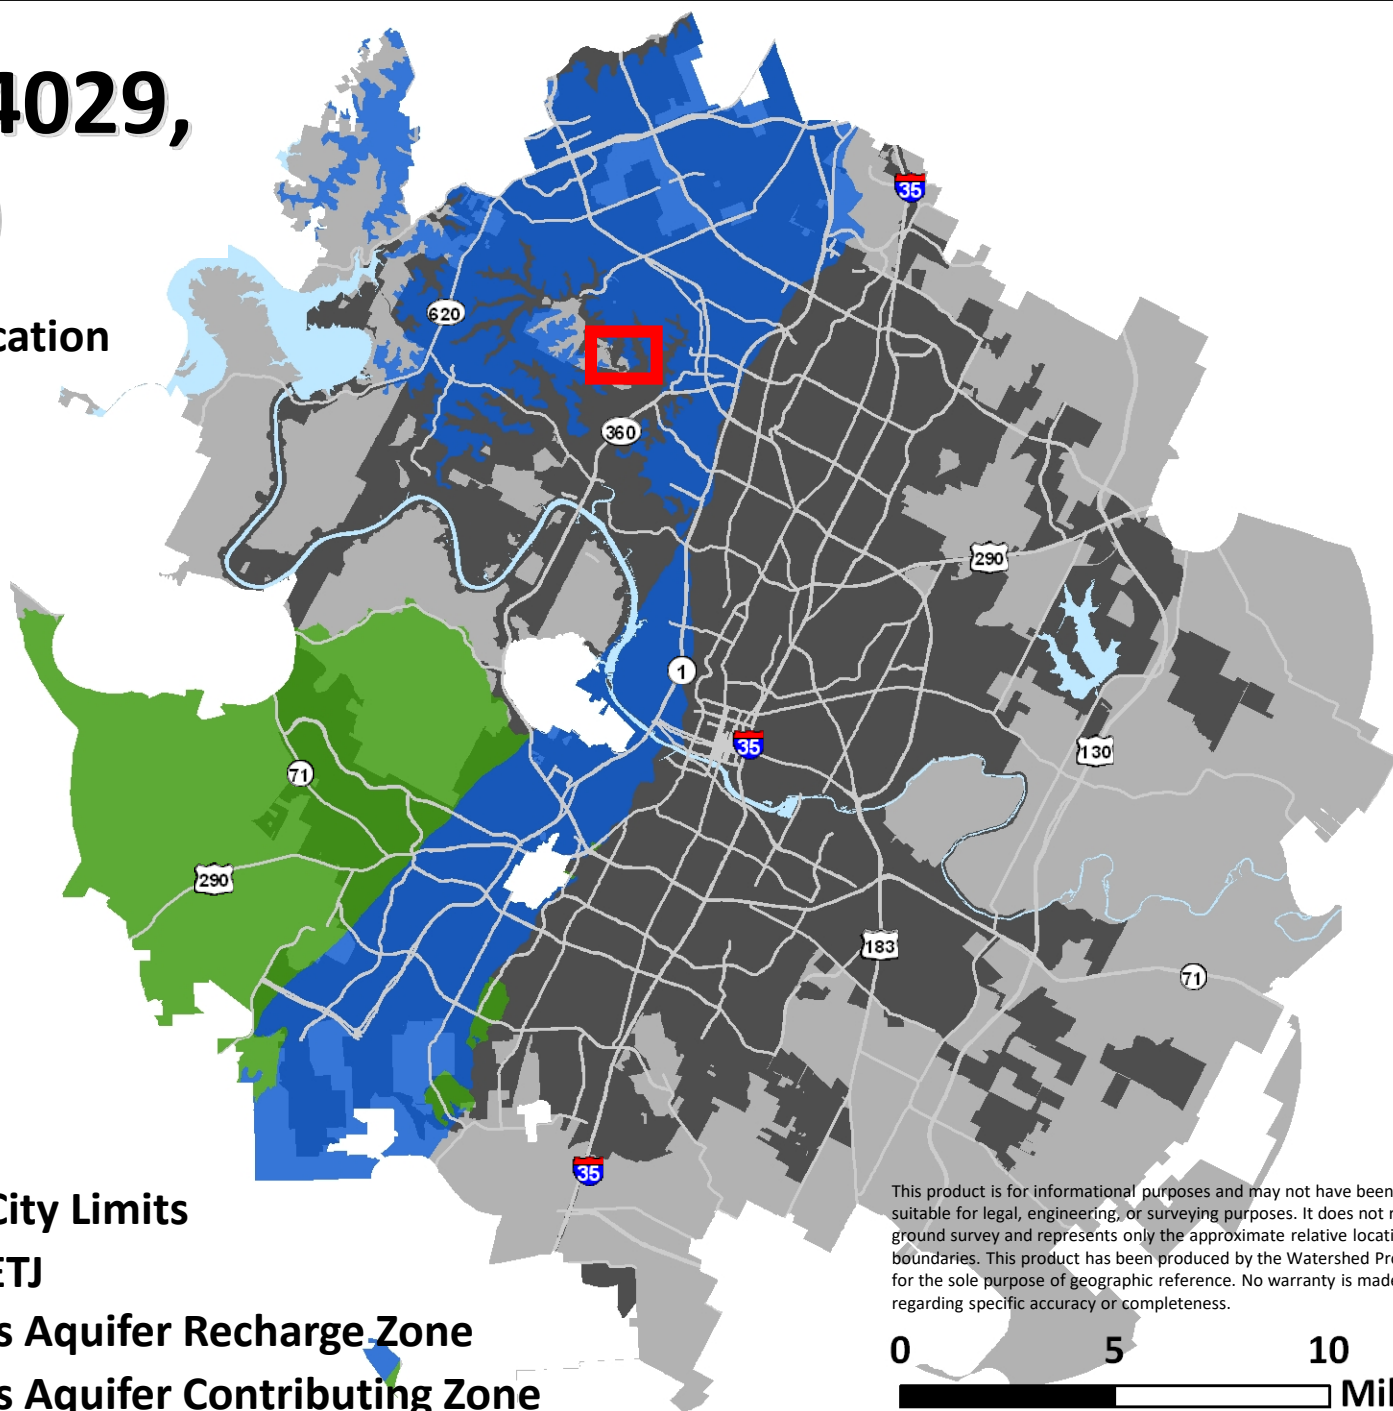 4029,
35
cation
620
360
290
1
35
130
71
290
183
71
35
City Limits
ETJ
s Aquifer Recharge Zone
s Aquifer Contributing Zone
This product is for informational purposes and may not have been
suitable for legal, engineering, or surveying purposes. It does not
ground survey and represents only the approximate relative locati
boundaries. This product has been produced by the Watershed Pr
for the sole purpose of geographic reference. No warranty is made
regarding specific accuracy or completeness.
0 5 10
Mil